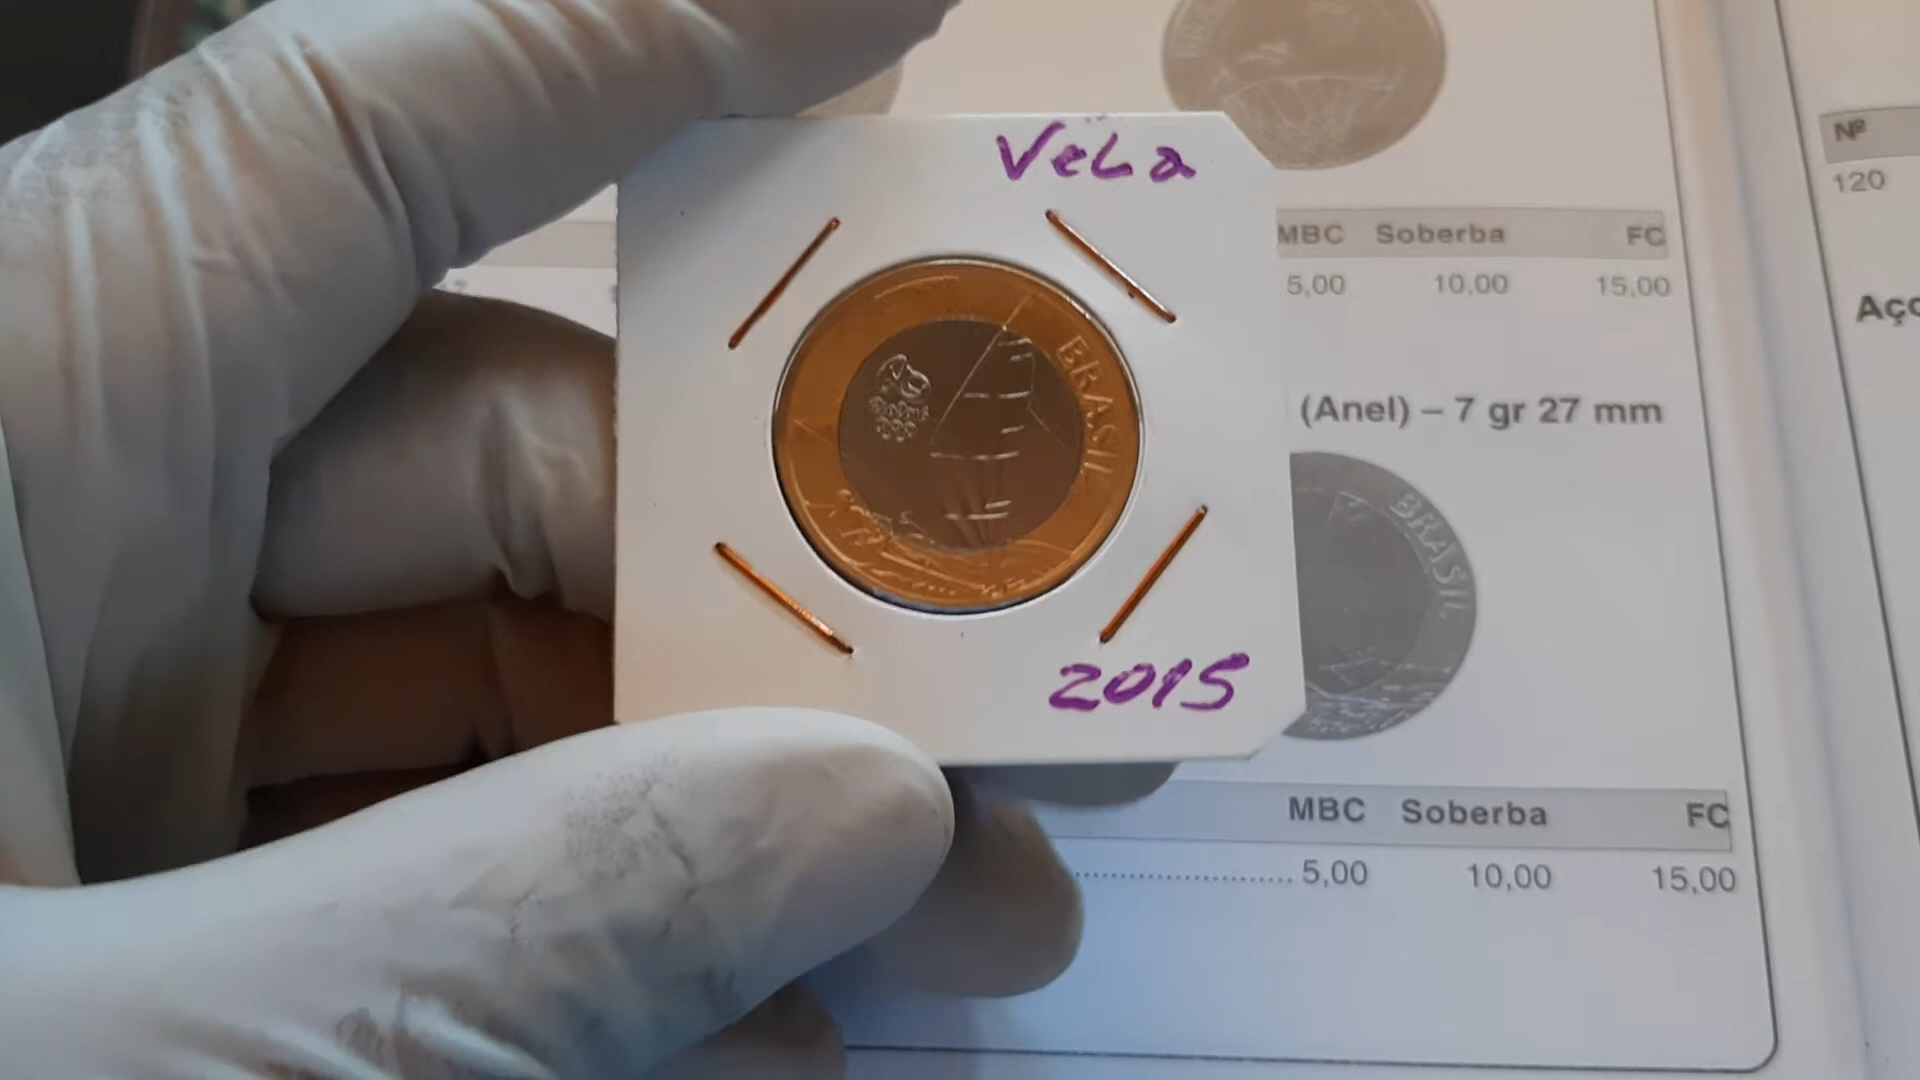 VeLa
BRASIL
2015
Nº
120
MBC Soberba FC
5,00 10,00 15,00
Aço
(Anel) – 7 gr 27 mm
BRASIL
MBC Soberba FC
5,00 10,00 15,00